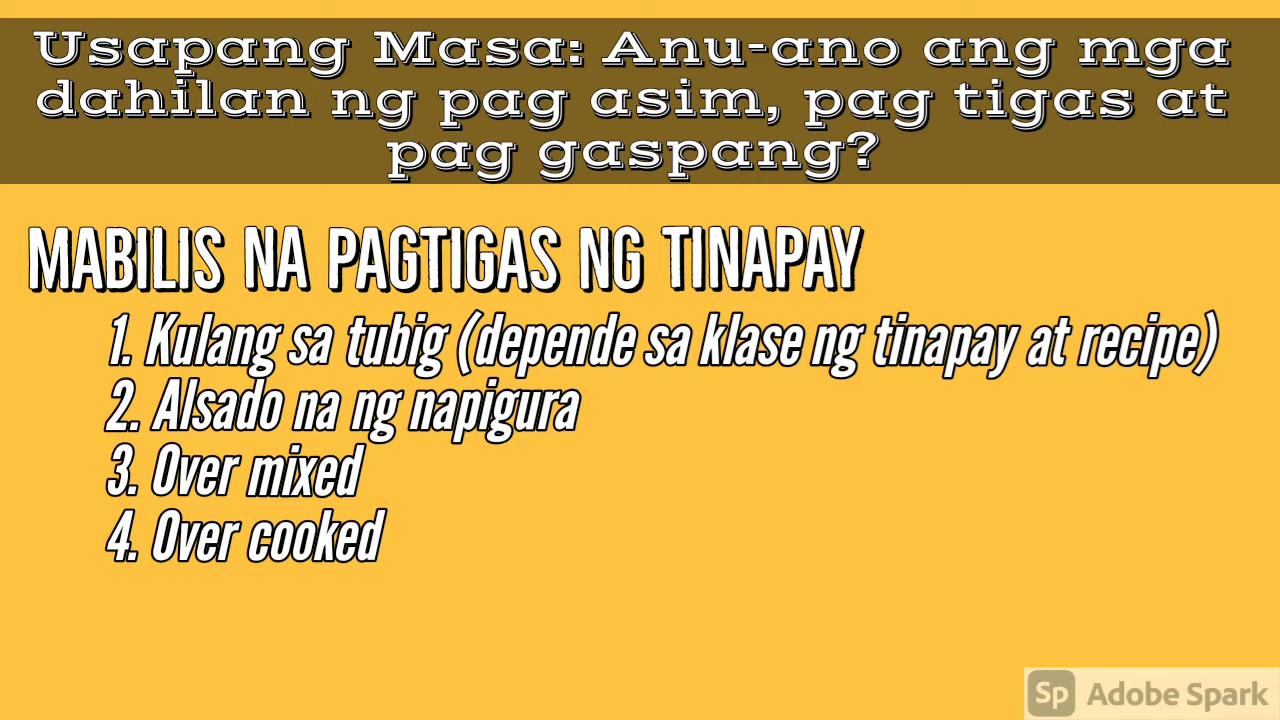 Usapang Masa: Anu-ano ang mga
dahilan ng pag asim, pag tigas at
pag gaspang?
MABILIS NA PAGTIGAS NG TINAPAY
1. Kulang sa tubig (depende sa klase ng tinapay at recipe)
2. Alsado na ng napigura
3. Over mixed
4. Over cooked
Sp Adobe Spark